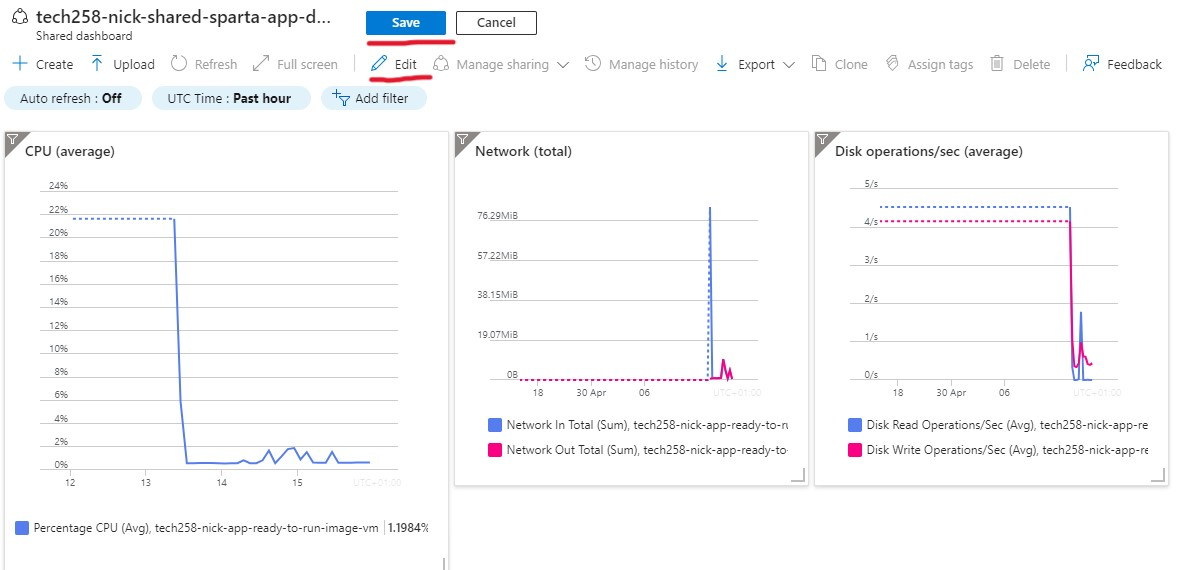 tech258-nick-shared-sparta-app-d...
Shared dashboard
Save
Cancel
Create
Upload
Refresh
Full screen
Edit
Manage sharing
Manage history
Export
Clone
Assign tags
Delete
Feedback
Auto refresh : Off
UTC Time : Past hour
Add filter
CPU (average)
24%
22%
20%
18%
16%
14%
12%
10%
8%
6%
4%
2%
0%
12 13 14 15 UTC+01:00
Percentage CPU (Avg), tech258-nick-app-ready-to-run-image-vm 1.1984%
Network (total)
76.29MiB
57.22MiB
38.15MiB
19.07MiB
0B
18 30 Apr 06 UTC+01:00
Network In Total (Sum), tech258-nick-app-ready-to-ru
Network Out Total (Sum), tech258-nick-app-ready-to-
Disk operations/sec (average)
5/s
4/s
3/s
2/s
1/s
0/s
18 30 Apr 06 UTC+01:00
Disk Read Operations/Sec (Avg), tech258-nick-app-re
Disk Write Operations/Sec (Avg), tech258-nick-app-re